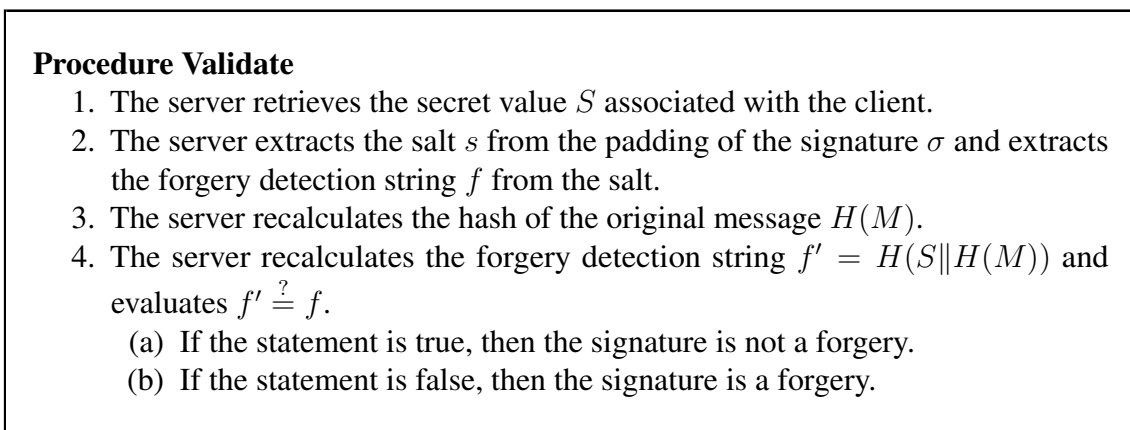 Procedure Validate
1. The server retrieves the secret value S associated with the client.
2. The server extracts the salt s from the padding of the signature σ and extracts
the forgery detection string f from the salt.
3. The server recalculates the hash of the original message H(M).
4. The server recalculates the forgery detection string f′ = H(S‖H(M)) and
evaluates f′ ≟ f.
(a) If the statement is true, then the signature is not a forgery.
(b) If the statement is false, then the signature is a forgery.